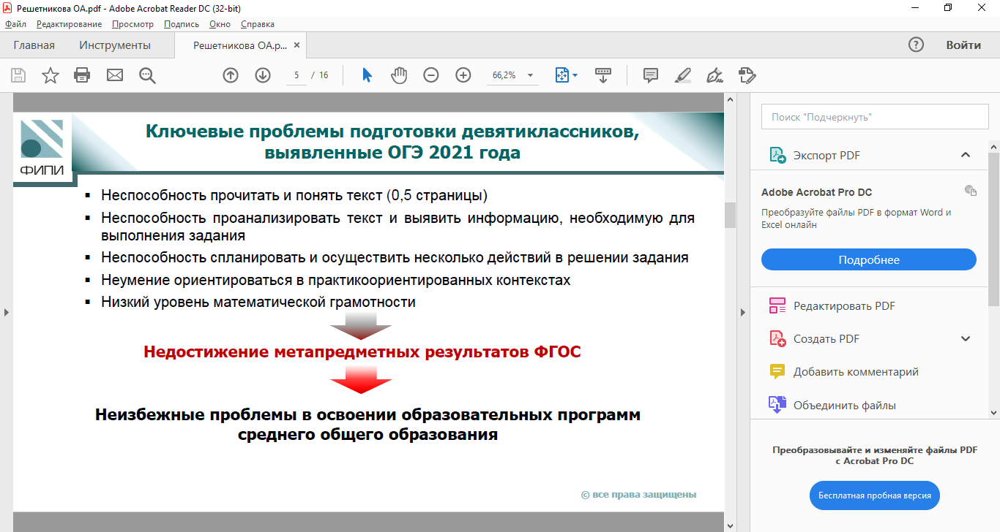 Решетникова ОА.pdf - Adobe Acrobat Reader DC (32-bit)
Файл Редактирование Просмотр Подпись Окно Справка
Главная Инструменты Решетникова ОА.p... × ? Войти
5 / 16 66,2%
ФИПИ
Ключевые проблемы подготовки девятиклассников,
выявленные ОГЭ 2021 года
▪ Неспособность прочитать и понять текст (0,5 страницы)
▪ Неспособность проанализировать текст и выявить информацию, необходимую для
выполнения задания
▪ Неспособность спланировать и осуществить несколько действий в решении задания
▪ Неумение ориентироваться в практикоориентированных контекстах
▪ Низкий уровень математической грамотности
Недостижение метапредметных результатов ФГОС
Неизбежные проблемы в освоении образовательных программ
среднего общего образования
© все права защищены
Поиск "Подчеркнуть"
Экспорт PDF
Adobe Acrobat Pro DC
Преобразуйте файлы PDF в формат Word и
Excel онлайн
Подробнее
Редактировать PDF
Создать PDF
Добавить комментарий
Объединить файлы
Преобразовывайте и изменяйте файлы PDF
с Acrobat Pro DC
Бесплатная пробная версия